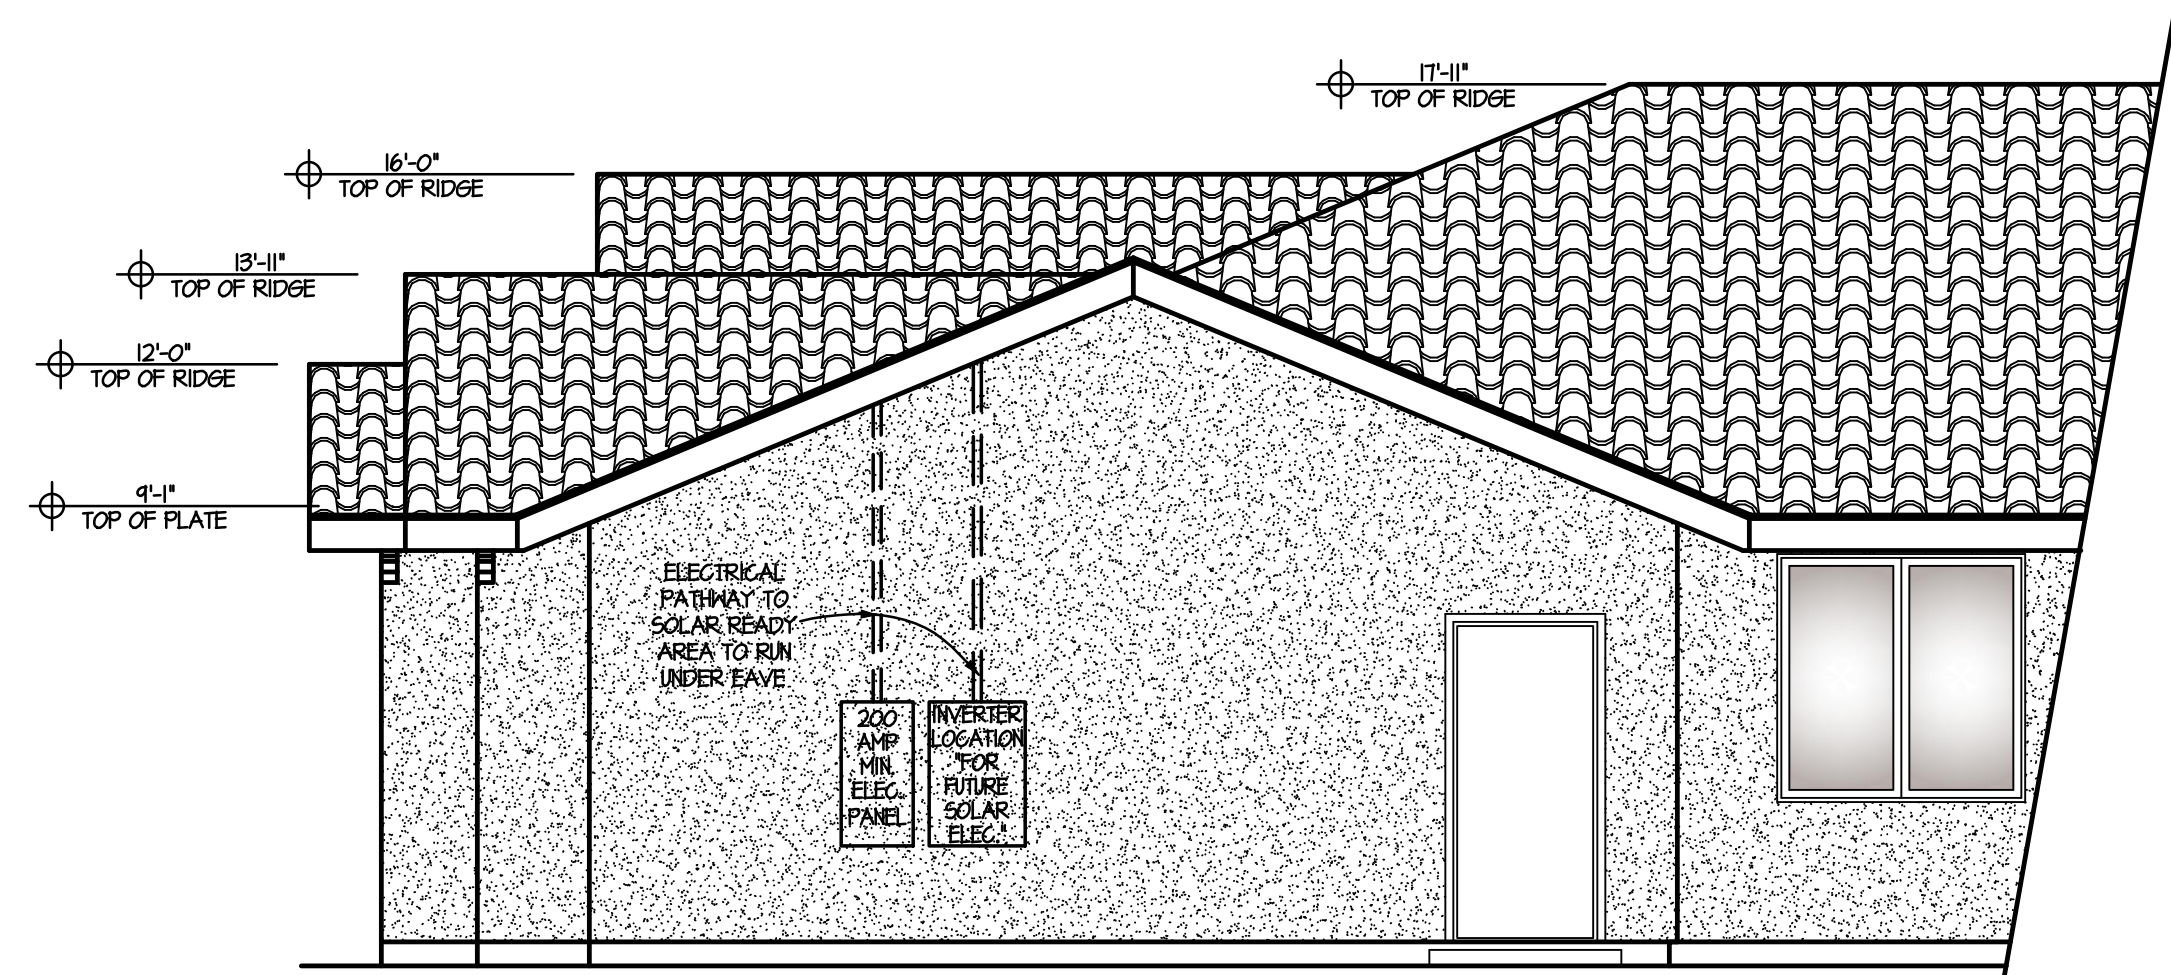 17'-11"
TOP OF RIDGE
16'-0"
TOP OF RIDGE
13'-11"
TOP OF RIDGE
12'-0"
TOP OF RIDGE
9'-1"
TOP OF PLATE
ELECTRICAL
PATHWAY TO
SOLAR READY
AREA TO RUN
UNDER EAVE
200
AMP
MIN.
ELEC.
PANEL
INVERTER
LOCATION
"FOR
FUTURE
SOLAR
ELEC."